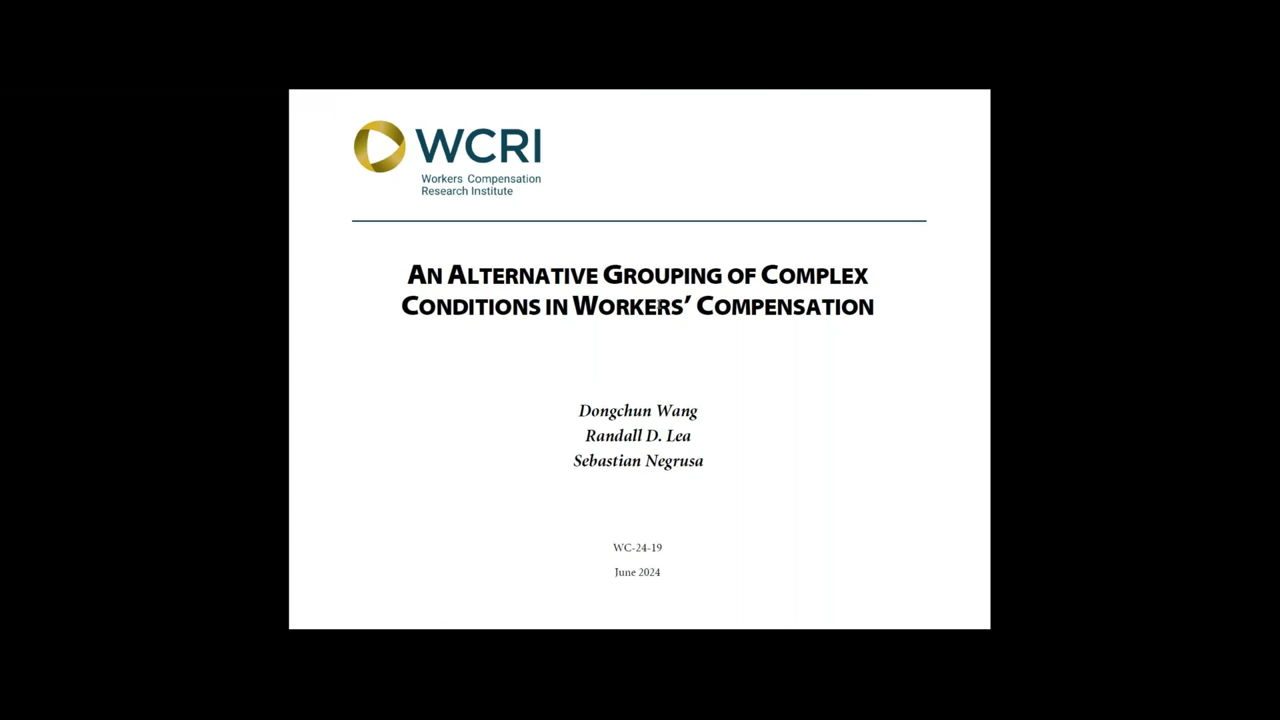 WCRI
Workers Compensation
Research Institute
AN ALTERNATIVE GROUPING OF COMPLEX
CONDITIONS IN WORKERS’ COMPENSATION
Dongchun Wang
Randall D. Lea
Sebastian Negrusa
WC-24-19
June 2024